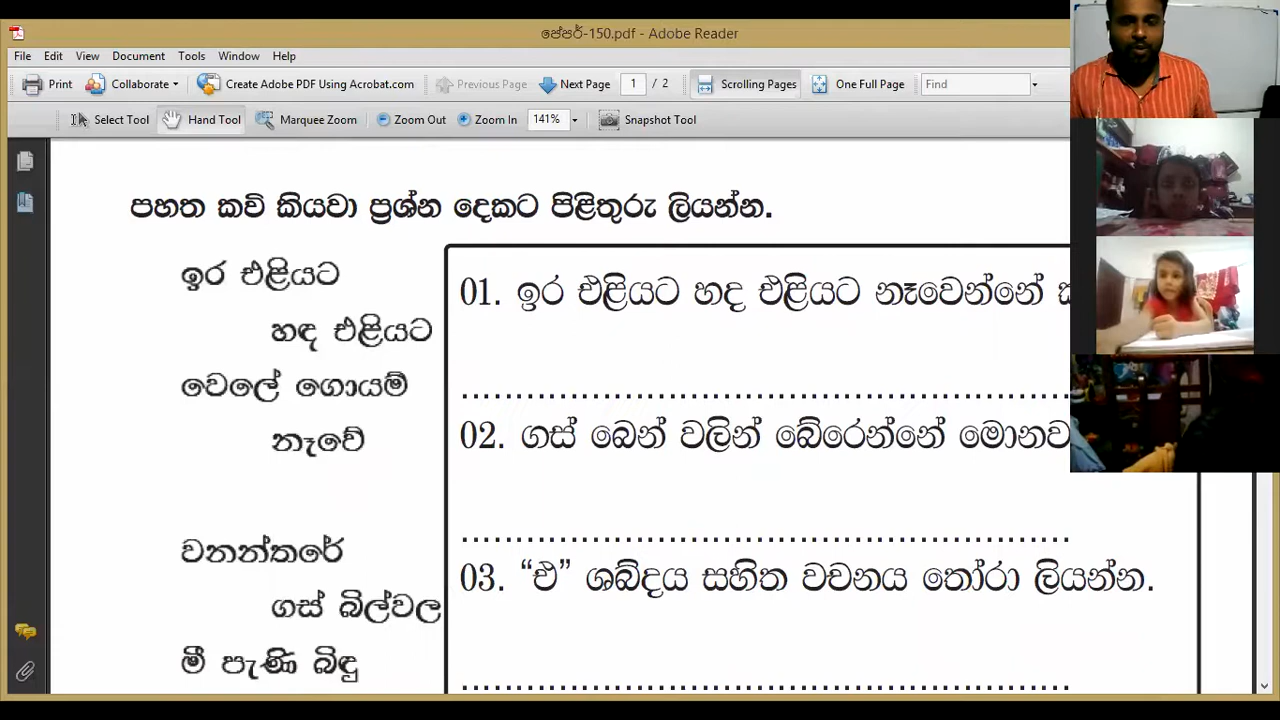 පේපර්-150.pdf - Adobe Reader
File Edit View Document Tools Window Help
Print Collaborate Create Adobe PDF Using Acrobat.com Previous Page Next Page 1 / 2 Scrolling Pages One Full Page Find
Select Tool Hand Tool Marquee Zoom Zoom Out Zoom In 141% Snapshot Tool
පහත කවි කියවා ප්‍රශ්න දෙකට පිළිතුරු ලියන්න.
ඉර එළියට
හඳ එළියට
වෙලේ ගොයම්
නෑවේ
වනන්තරේ
ගස් බිල්වල
මී පැණි බිඳු
01. ඉර එළියට හද එළියට නෑවෙන්නේ
02. ගස් බෙන් වලින් බේරෙන්නේ මොනව
03. “එ” ශබ්දය සහිත වචනය තෝරා ලියන්න.